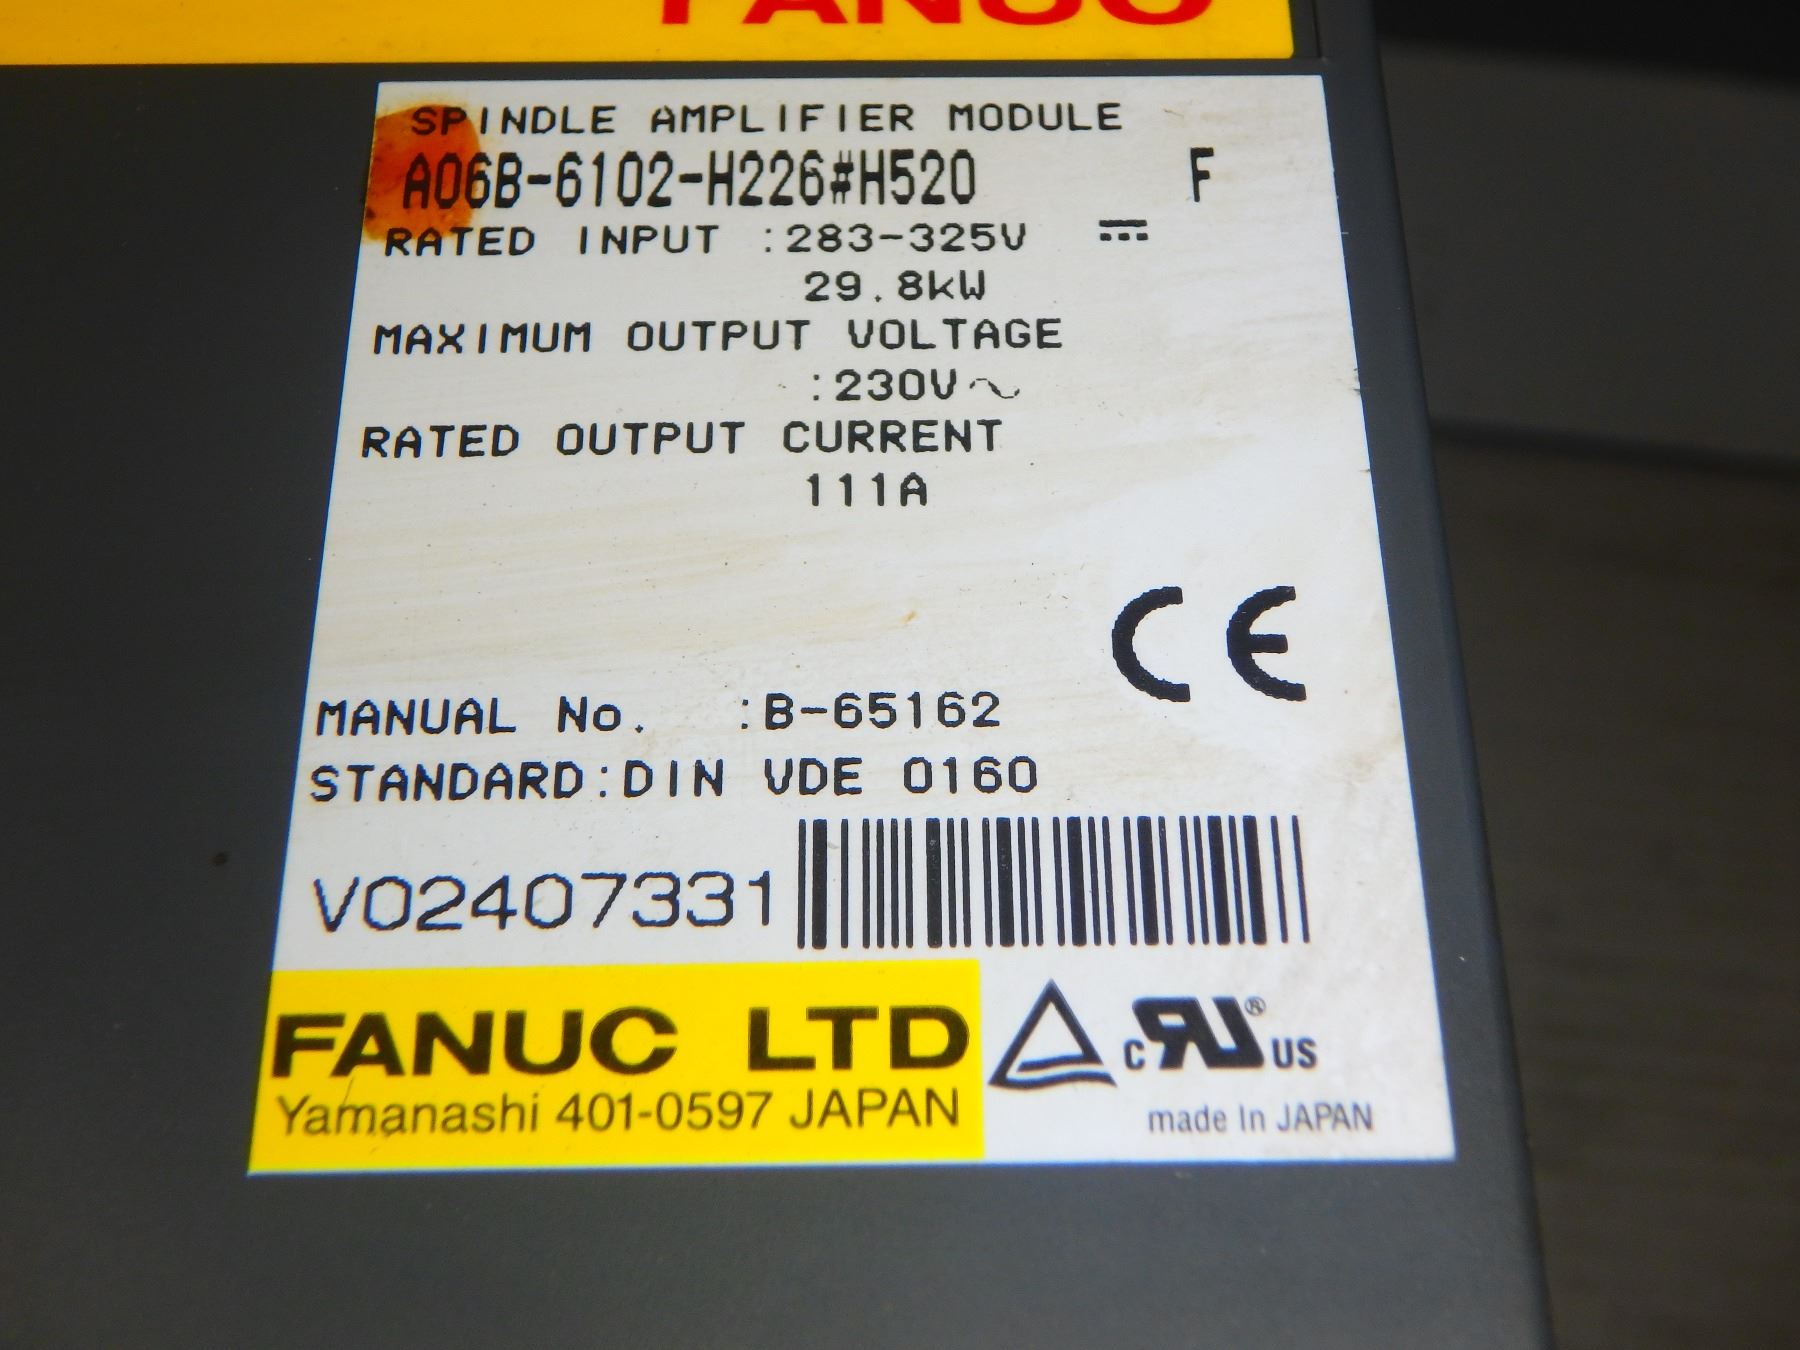 FANUC
SPINDLE AMPLIFIER MODULE
A06B-6102-H226#H520 F
RATED INPUT :283-325V ⎓
29.8kW
MAXIMUM OUTPUT VOLTAGE
:230V~
RATED OUTPUT CURRENT
111A
CE
MANUAL No. :B-65162
STANDARD:DIN VDE 0160
V02407331
FANUC LTD
Yamanashi 401-0597 JAPAN
c RU ® US
made In JAPAN